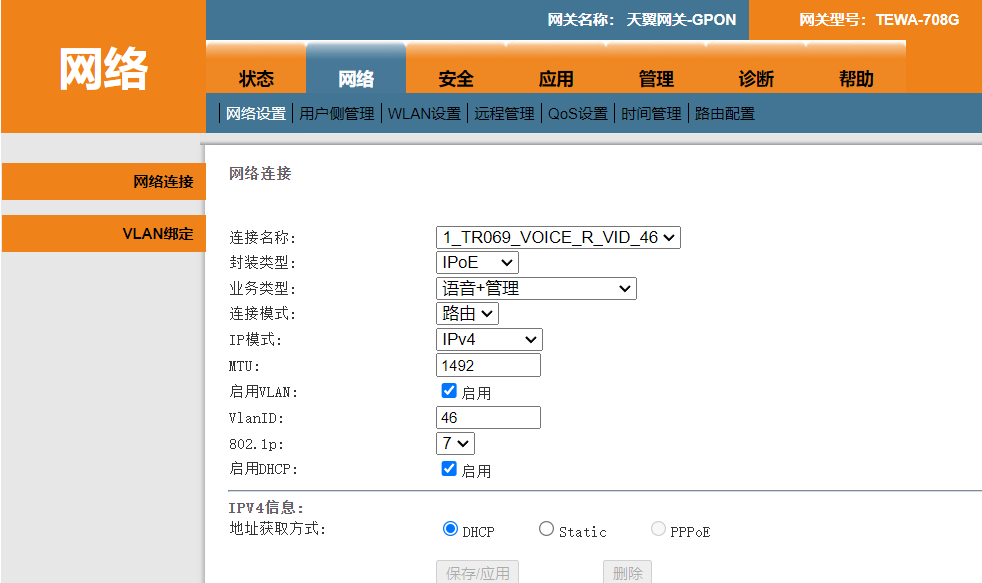 网关名称: 天翼网关-GPON 网关型号: TEWA-708G
网络
状态 网络 安全 应用 管理 诊断 帮助
网络设置 用户侧管理 WLAN设置 远程管理 QoS设置 时间管理 路由配置
网络连接
VLAN绑定
网络连接
连接名称: 1_TR069_VOICE_R_VID_46
封装类型: IPoE
业务类型: 语音+管理
连接模式: 路由
IP模式: IPv4
MTU: 1492
启用VLAN: 启用
VlanID: 46
802.1p: 7
启用DHCP: 启用
IPV4信息:
地址获取方式: DHCP Static PPPoE
保存/应用 删除